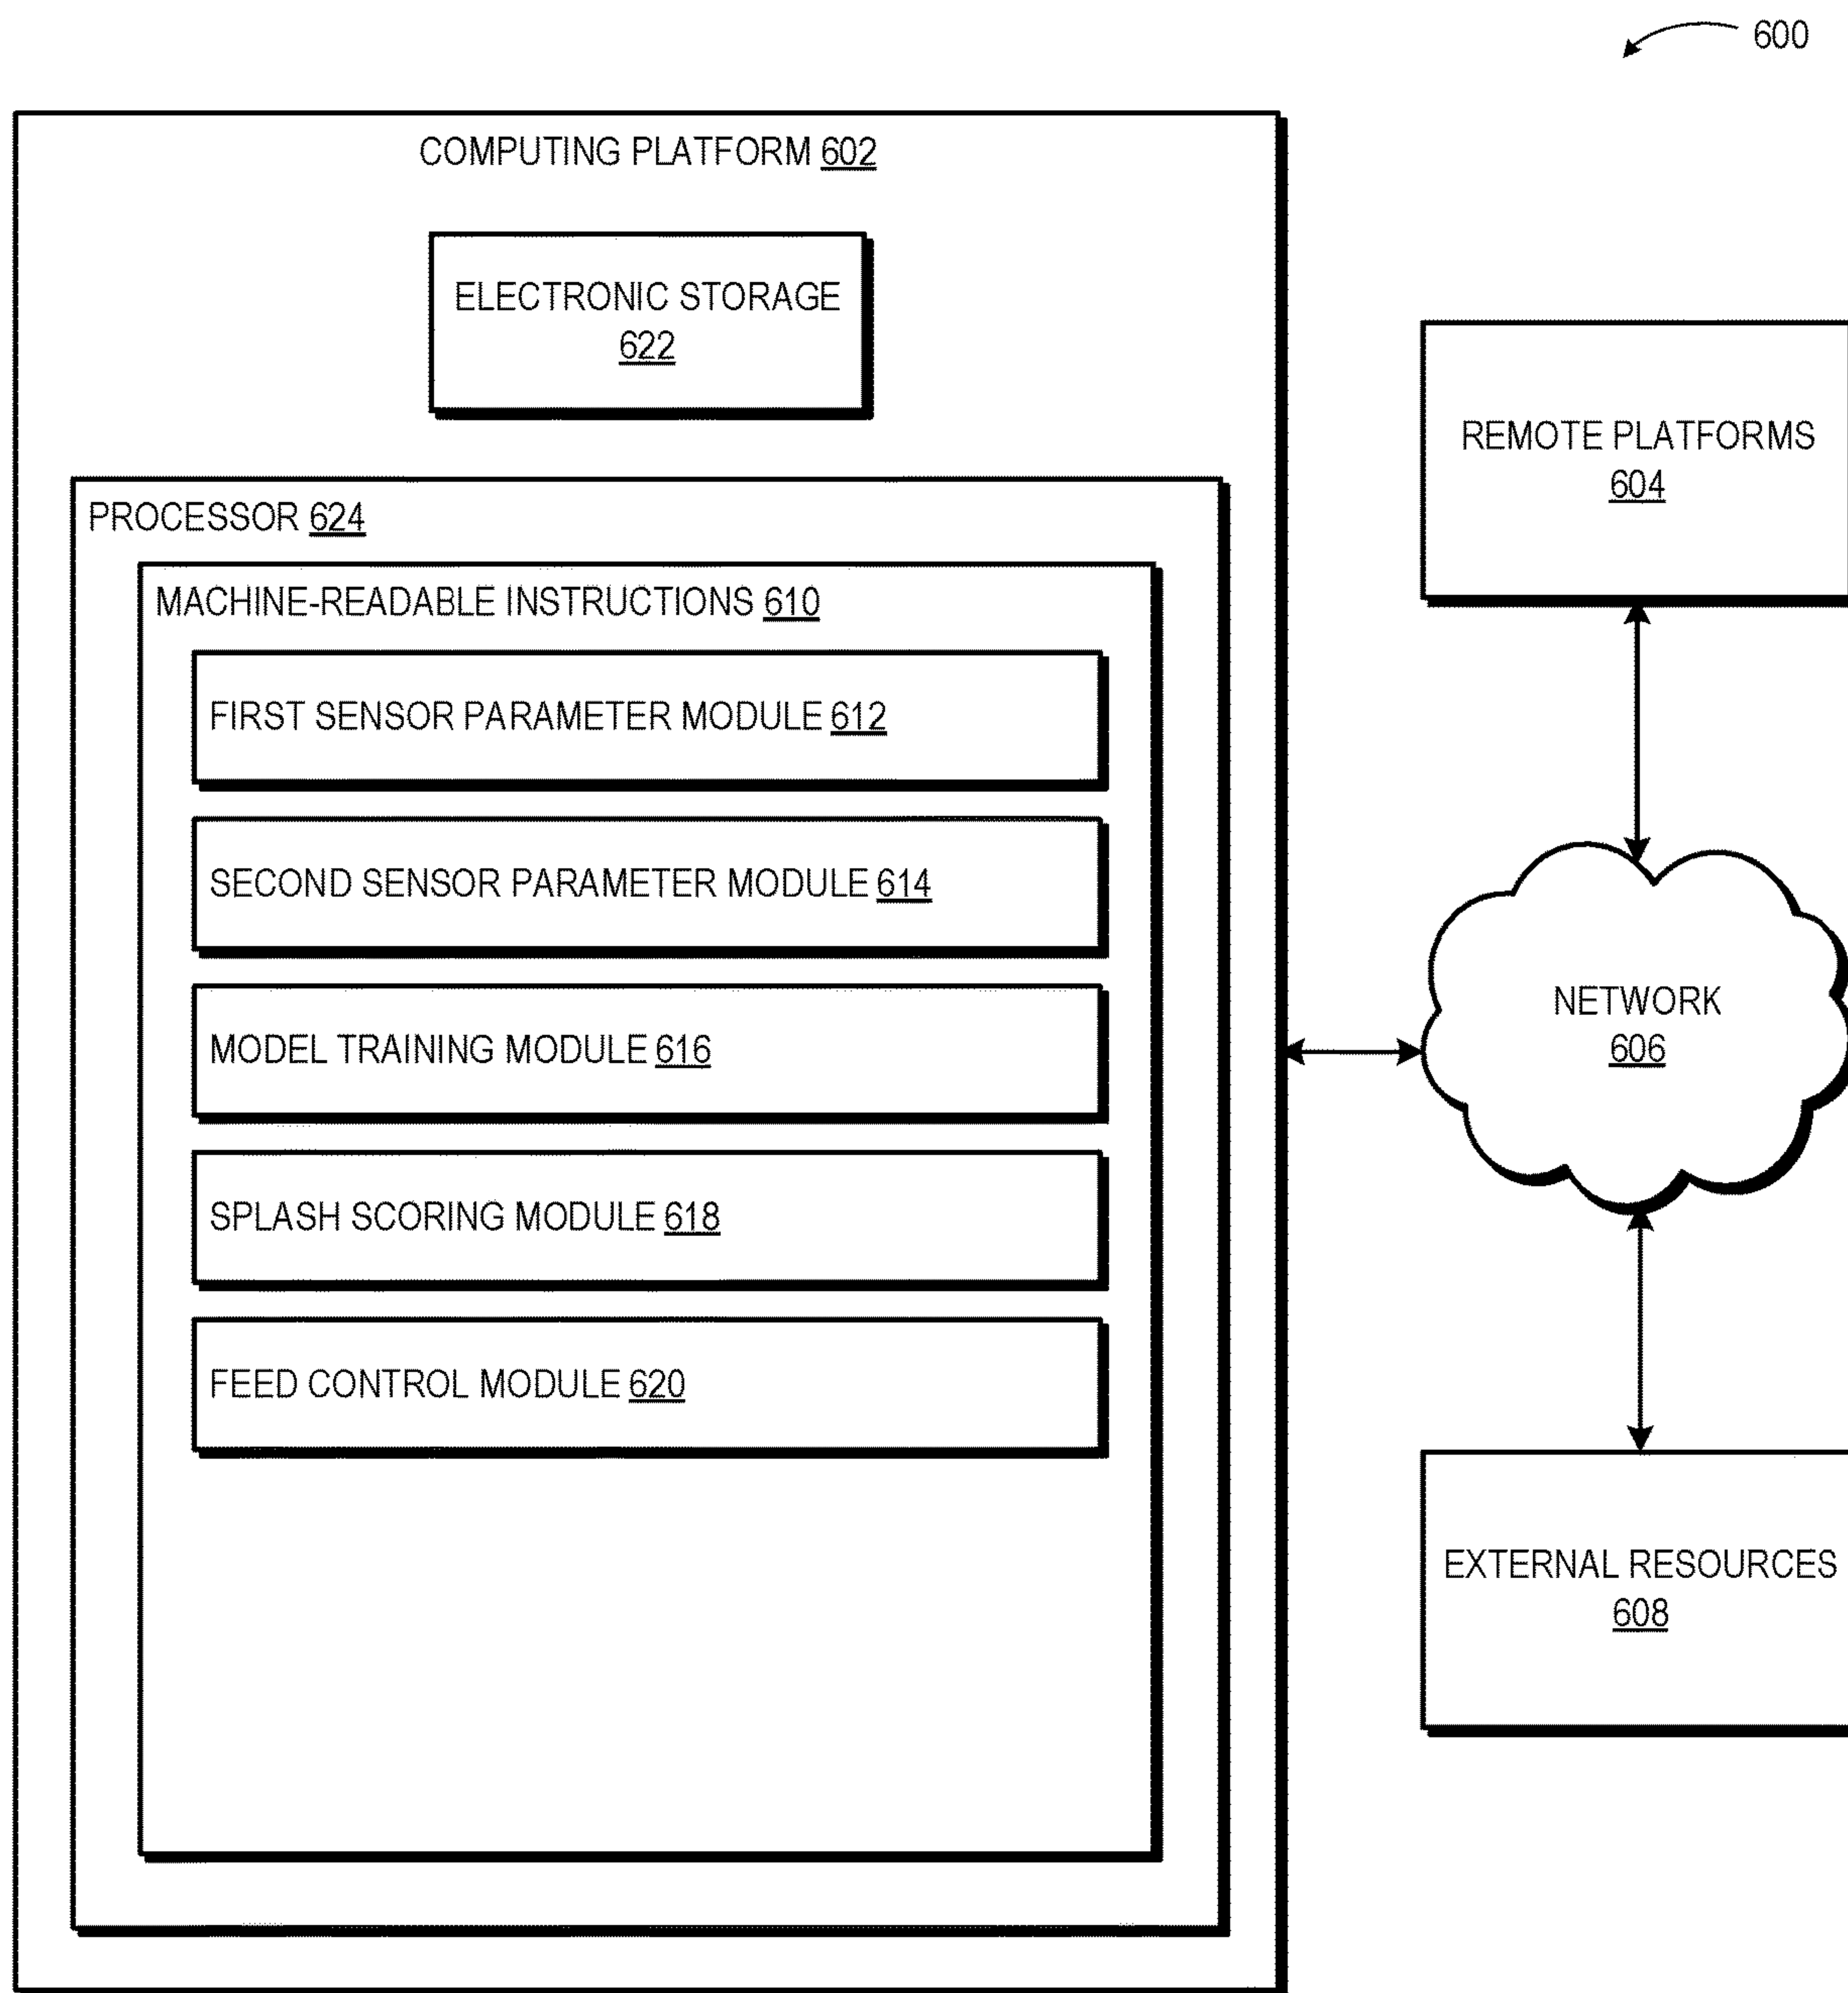 600
COMPUTING PLATFORM 602
ELECTRONIC STORAGE
622
PROCESSOR 624
MACHINE-READABLE INSTRUCTIONS 610
FIRST SENSOR PARAMETER MODULE 612
SECOND SENSOR PARAMETER MODULE 614
MODEL TRAINING MODULE 616
SPLASH SCORING MODULE 618
FEED CONTROL MODULE 620
REMOTE PLATFORMS
604
NETWORK
606
EXTERNAL RESOURCES
608